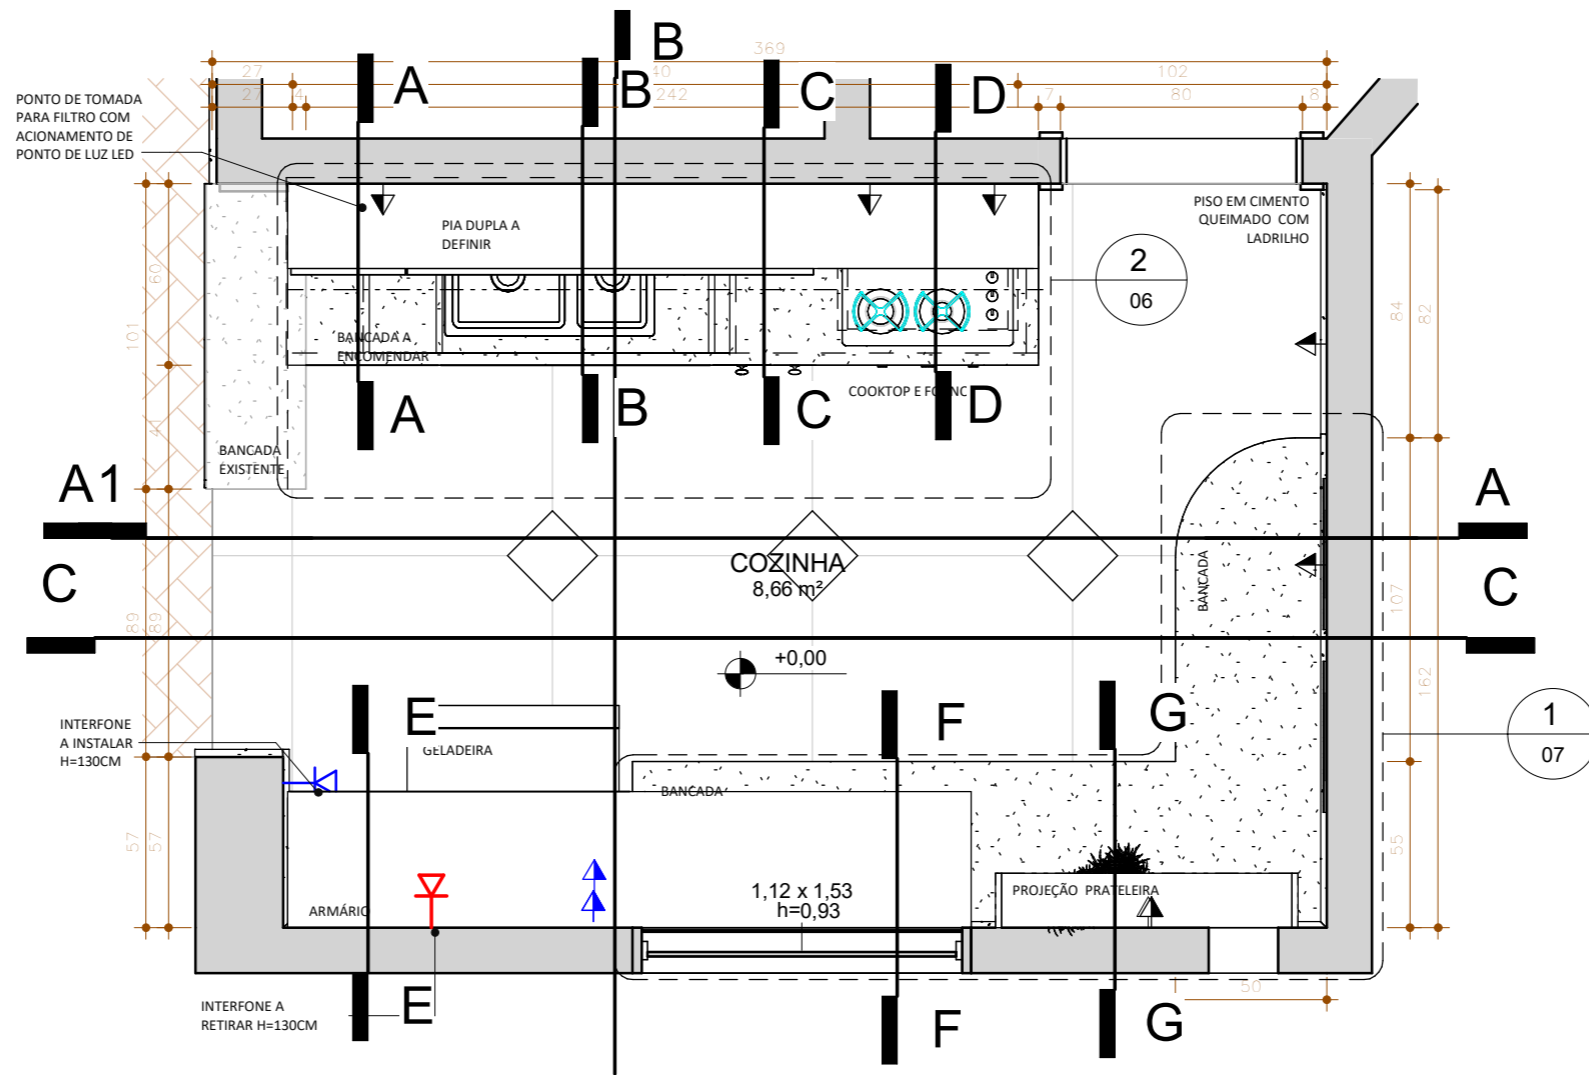 B
369
27
40
102
A
B
C
D
27
4
242
7
80
8
PONTO DE TOMADA
PARA FILTRO COM
ACIONAMENTO DE
PONTO DE LUZ LED
PIA DUPLA A
DEFINIR
PISO EM CIMENTO
QUEIMADO COM
LADRILHO
2
06
60
101
84
82
BANCADA A
ENCOMENDAR
COOKTOP E FORNO
A
B
C
D
41
BANCADA
EXISTENTE
A1
A
COZINHA
8,66 m²
BANCADA
C
C
89
89
107
162
+0,00
E
F
G
INTERFONE
A INSTALAR
H=130CM
GELADEIRA
1
07
BANCADA
57
57
55
1,12 x 1,53
h=0,93
PROJEÇÃO PRATELEIRA
ARMÁRIO
50
INTERFONE A
RETIRAR H=130CM
E
F
G